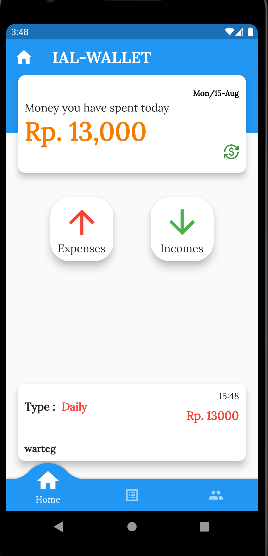 3:48
IAL-WALLET
Mon/15-Aug
Money you have spent today
Rp. 13,000
Expenses
Incomes
15:48
Type : Daily
Rp. 13000
warteg
Home